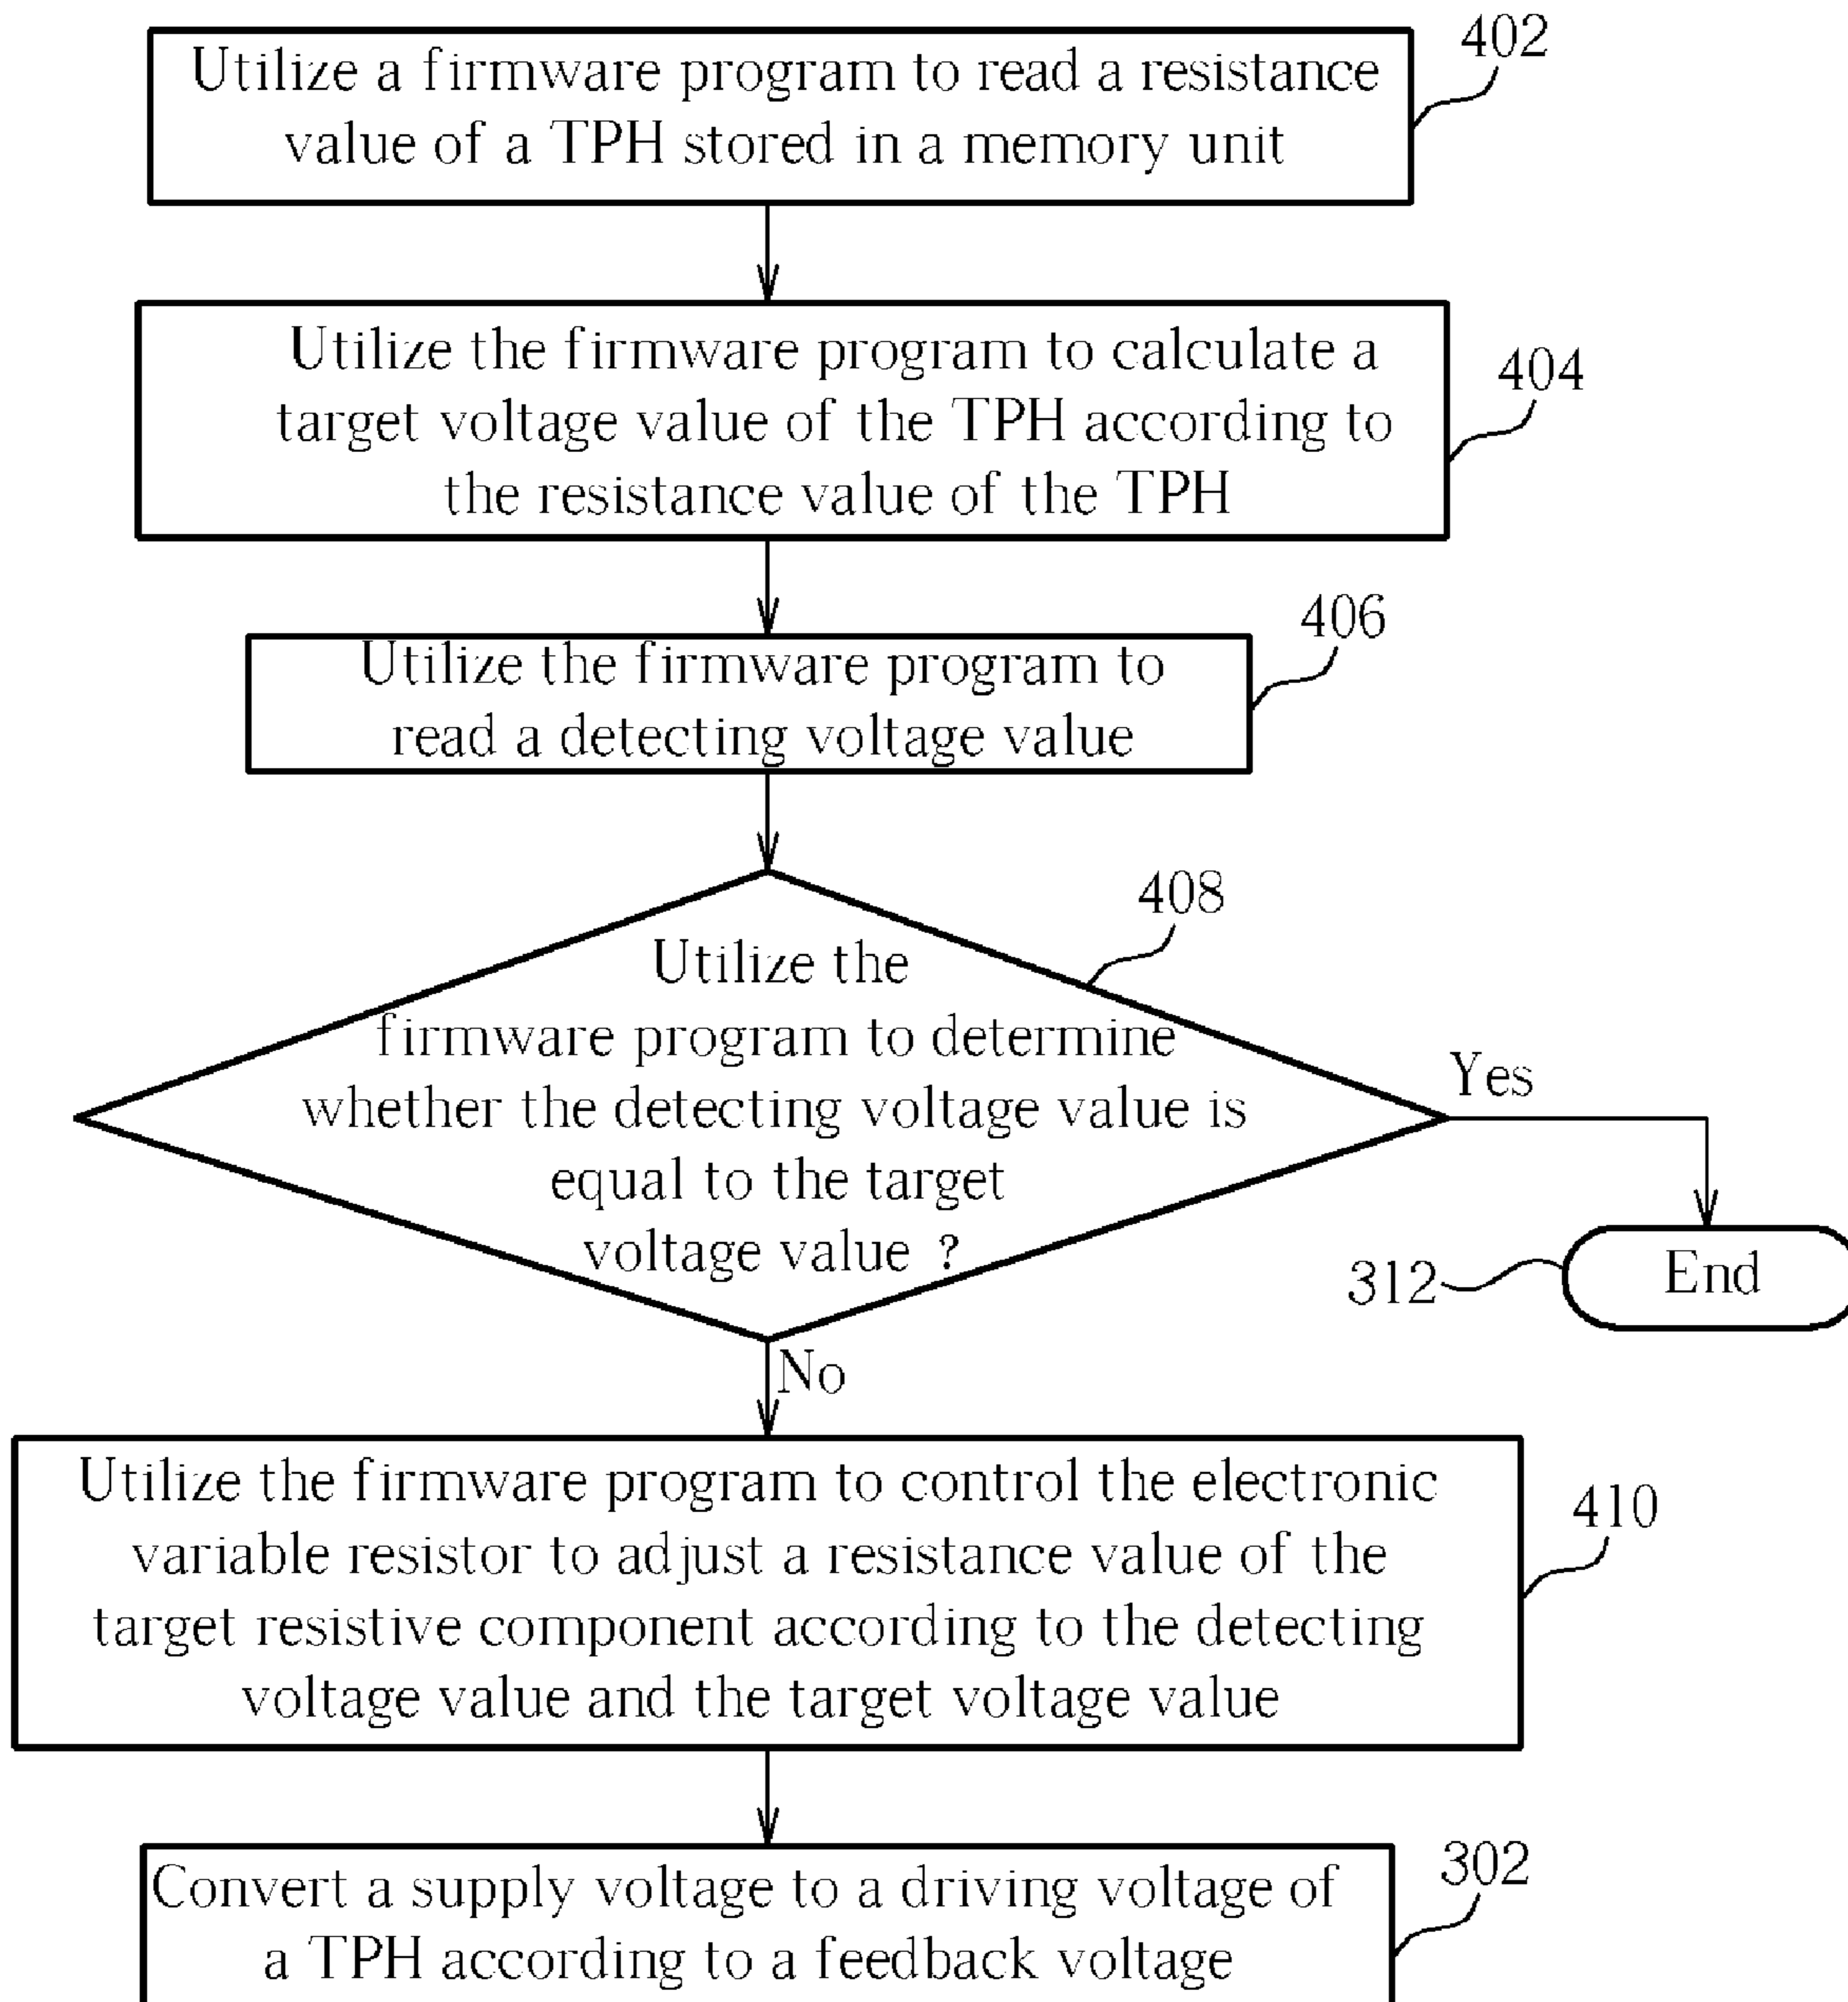 402
Utilize a firmware program to read a resistance
value of a TPH stored in a memory unit
404
Utilize the firmware program to calculate a
target voltage value of the TPH according to
the resistance value of the TPH
406
Utilize the firmware program to
read a detecting voltage value
408
Utilize the
firmware program to determine
whether the detecting voltage value is
equal to the target
voltage value ?
Yes
312
End
No
Utilize the firmware program to control the electronic
variable resistor to adjust a resistance value of the
target resistive component according to the detecting
voltage value and the target voltage value
410
Convert a supply voltage to a driving voltage of
a TPH according to a feedback voltage
302